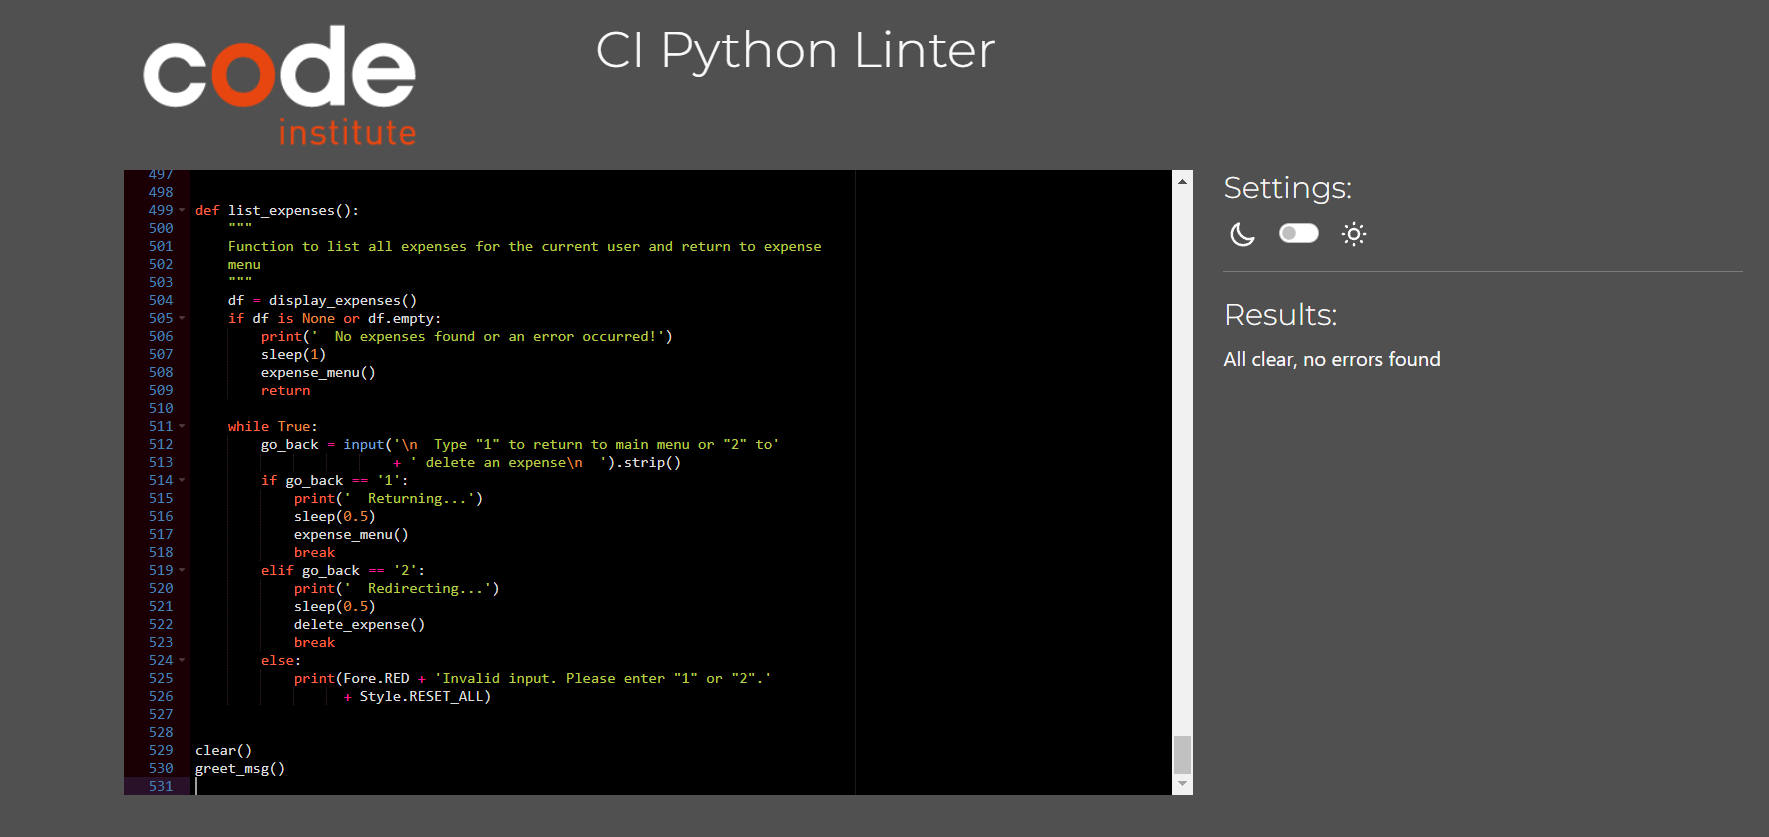 code
institute
CI Python Linter
497
498
499 def list_expenses():
500     """
501     Function to list all expenses for the current user and return to expense
502     menu
503     """
504     df = display_expenses()
505     if df is None or df.empty:
506         print('  No expenses found or an error occurred!')
507         sleep(1)
508         expense_menu()
509         return
510
511     while True:
512         go_back = input('\n  Type "1" to return to main menu or "2" to'
513                         + ' delete an expense\n  ').strip()
514         if go_back == '1':
515             print('  Returning...')
516             sleep(0.5)
517             expense_menu()
518             break
519         elif go_back == '2':
520             print('  Redirecting...')
521             sleep(0.5)
522             delete_expense()
523             break
524         else:
525             print(Fore.RED + 'Invalid input. Please enter "1" or "2".'
526                   + Style.RESET_ALL)
527
528
529 clear()
530 greet_msg()
531
Settings:
Results:
All clear, no errors found